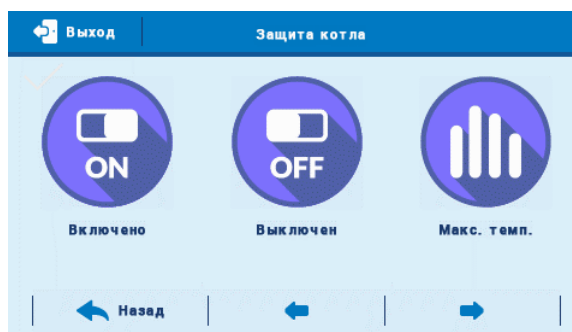 Выход
Защита котла
ON
OFF
Включено
Выключен
Макс. темп.
Назад